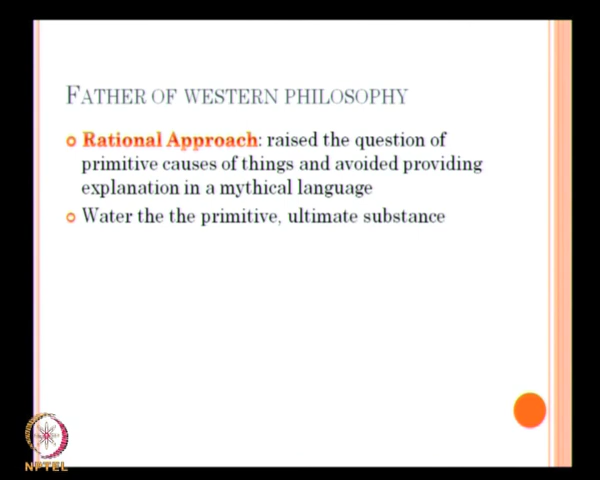 FATHER OF WESTERN PHILOSOPHY
Rational Approach: raised the question of
primitive causes of things and avoided providing
explanation in a mythical language
Water the the primitive, ultimate substance
NPTEL